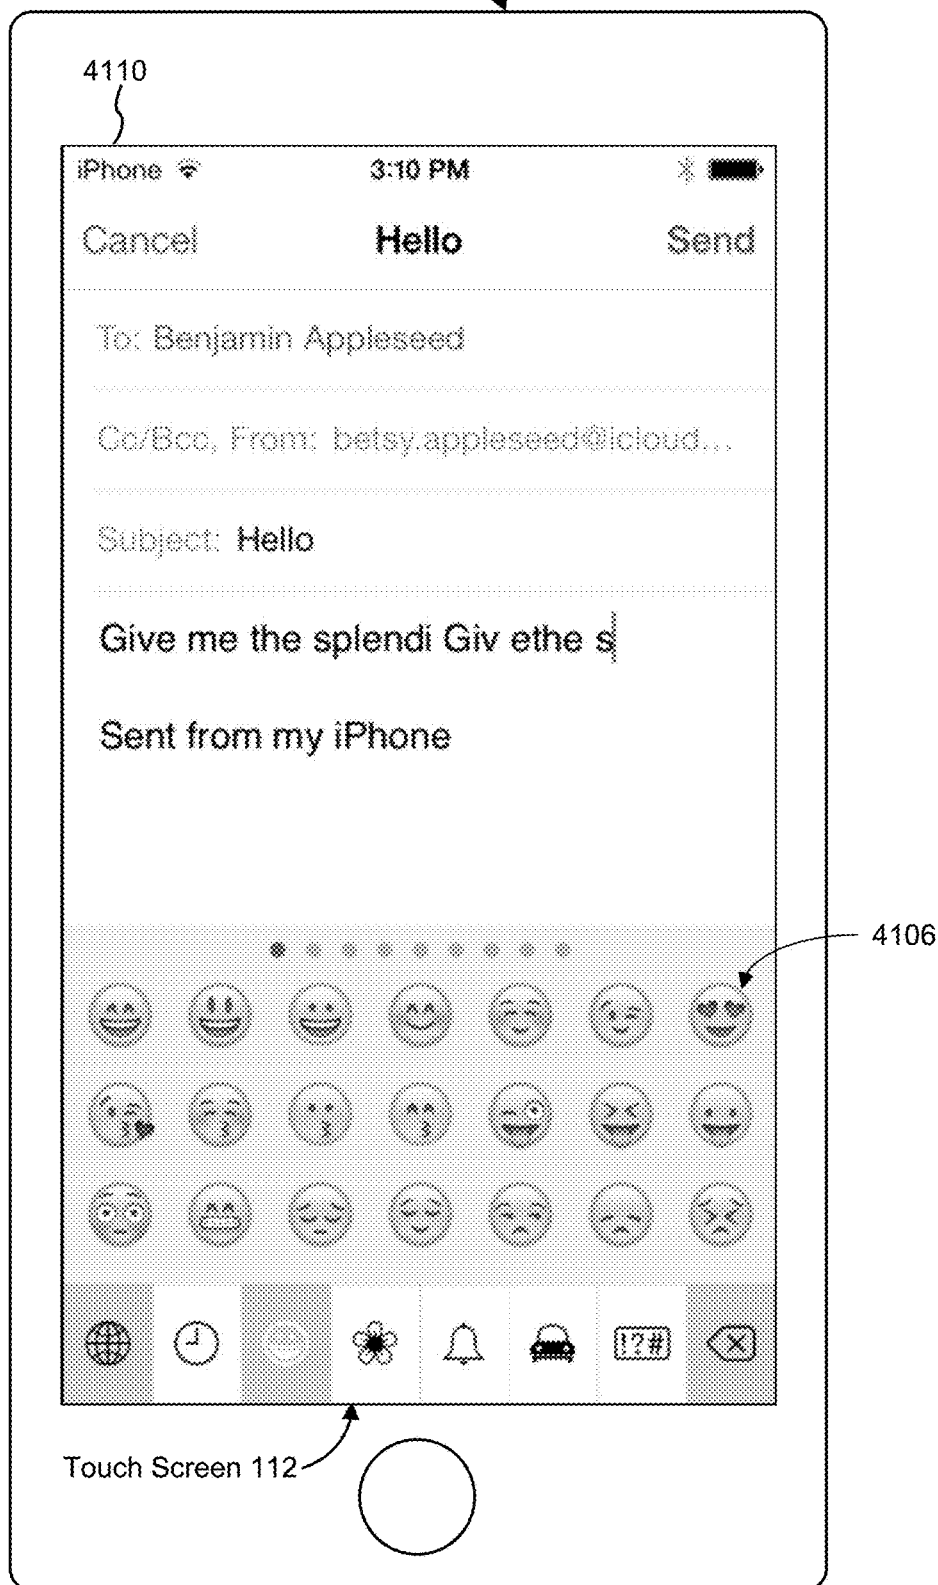 4110
iPhone 3:10 PM
Cancel Hello Send
To: Benjamin Appleseed
Cc/Bcc, From: betsy.appleseed@icloud...
Subject: Hello
Give me the splendi Giv ethe s
Sent from my iPhone
4106
!?#
Touch Screen 112